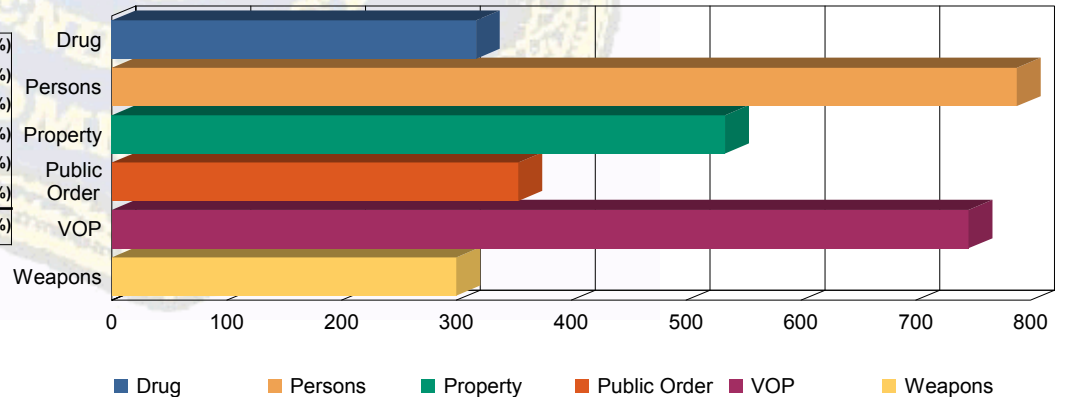 %)
%)
%)
%)
%)
%)
%)
Drug
Persons
Property
Public
Order
VOP
Weapons
0 100 200 300 400 500 600 700 800
Drug Persons Property Public Order VOP Weapons